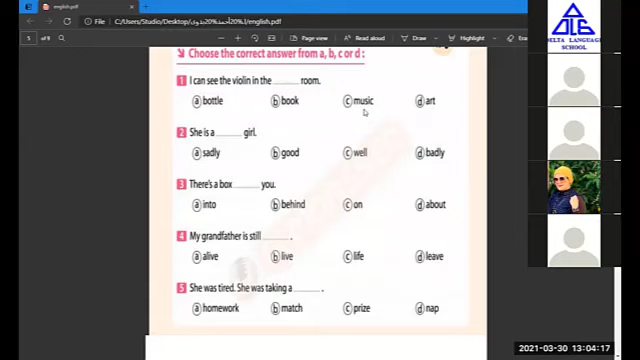 english.pdf
File
C:/Users/Studio/Desktop/
english.pdf
5 of 9
Page view
Read aloud
Highlight
Erase
DELTA LANGUAGE
SCHOOL
Choose the correct answer from a, b, c or d :
1 I can see the violin in the .......... room.
a bottle b book c music d art
2 She is a .......... girl.
a sadly b good c well d badly
3 There's a box .......... you.
a into b behind c on d about
4 My grandfather is still .......... .
a alive b live c life d leave
5 She was tired. She was taking a .......... .
a homework b match c prize d nap
2021-03-30 13:04:17